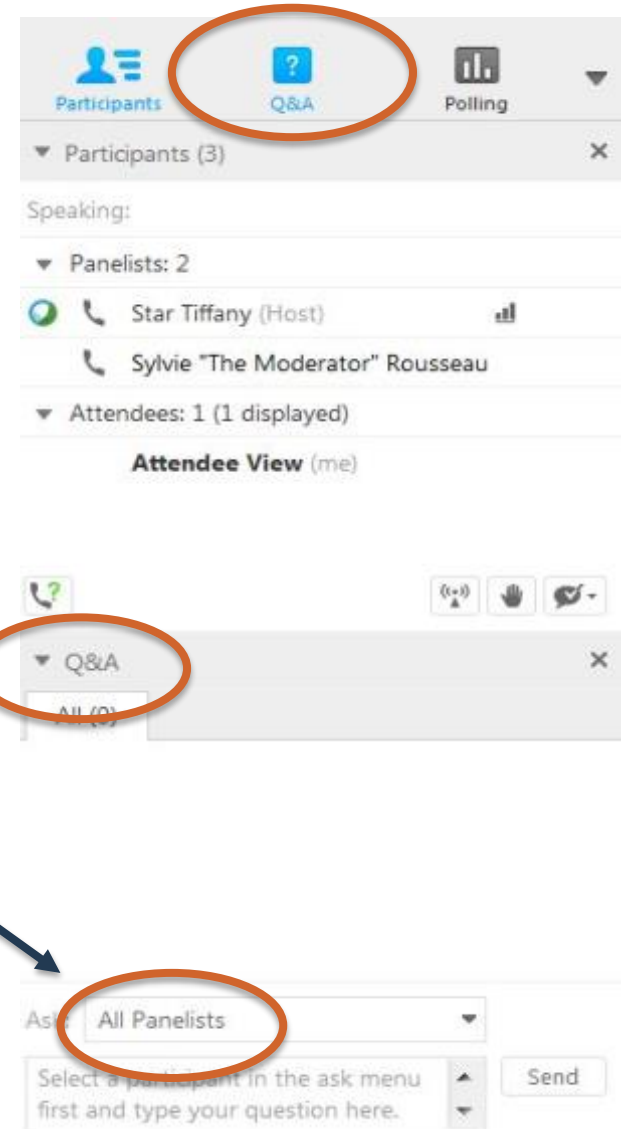 Participants Q&A Polling
Participants (3)
Speaking:
Panelists: 2
Star Tiffany (Host)
Sylvie "The Moderator" Rousseau
Attendees: 1 (1 displayed)
Attendee View (me)
Q&A
All (0)
Ask: All Panelists
Select a participant in the ask menu
first and type your question here.
Send